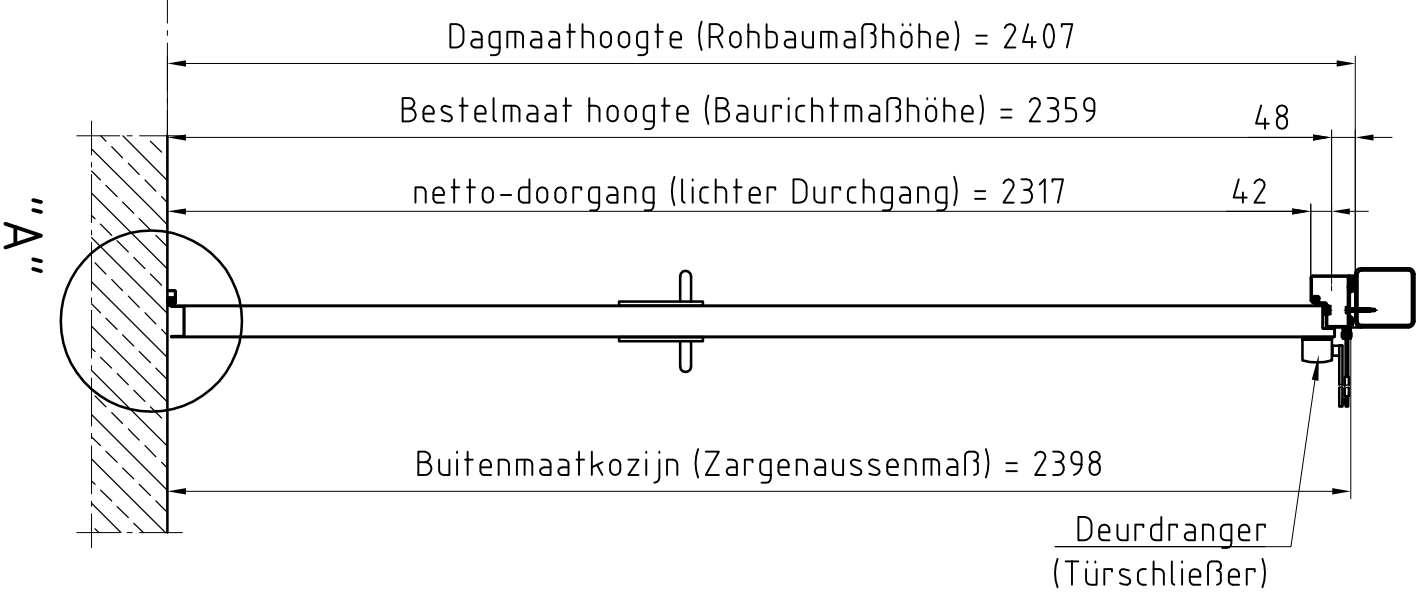 Dagmaathoogte (Rohbaumaßhöhe) = 2407
Bestelmaat hoogte (Baurichtmaßhöhe) = 2359
48
netto-doorgang (lichter Durchgang) = 2317
42
"A"
Buitenmaatkozijn (Zargenaussenmaß) = 2398
Deurdranger
(Türschließer)